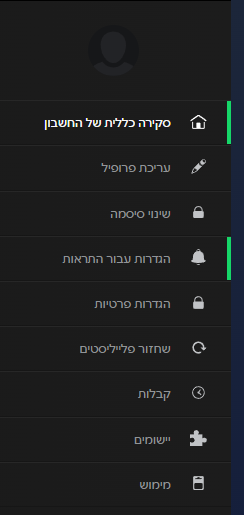 סקירה כללית של החשבון
עריכת פרופיל
שינוי סיסמה
הגדרות עבור התראות
הגדרות פרטיות
שחזור פלייליסטים
קבלות
יישומים
מימוש